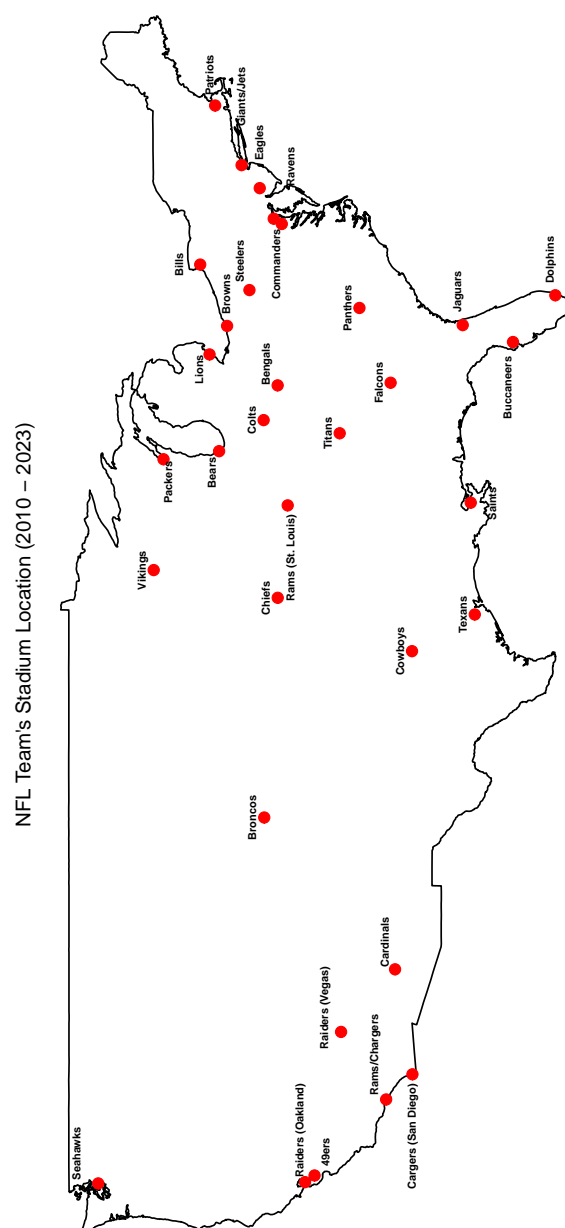 NFL Team's Stadium Location (2010 – 2023)
Seahawks
Vikings
Packers
Bills
Patriots
Giants/Jets
Lions
Browns
Bears
Steelers
Eagles
Broncos
Chiefs
Colts
Bengals
Commanders
Ravens
Rams (St. Louis)
Raiders (Oakland)
49ers
Raiders (Vegas)
Titans
Panthers
Rams/Chargers
Cardinals
Cowboys
Falcons
Cargers (San Diego)
Texans
Saints
Jaguars
Buccaneers
Dolphins